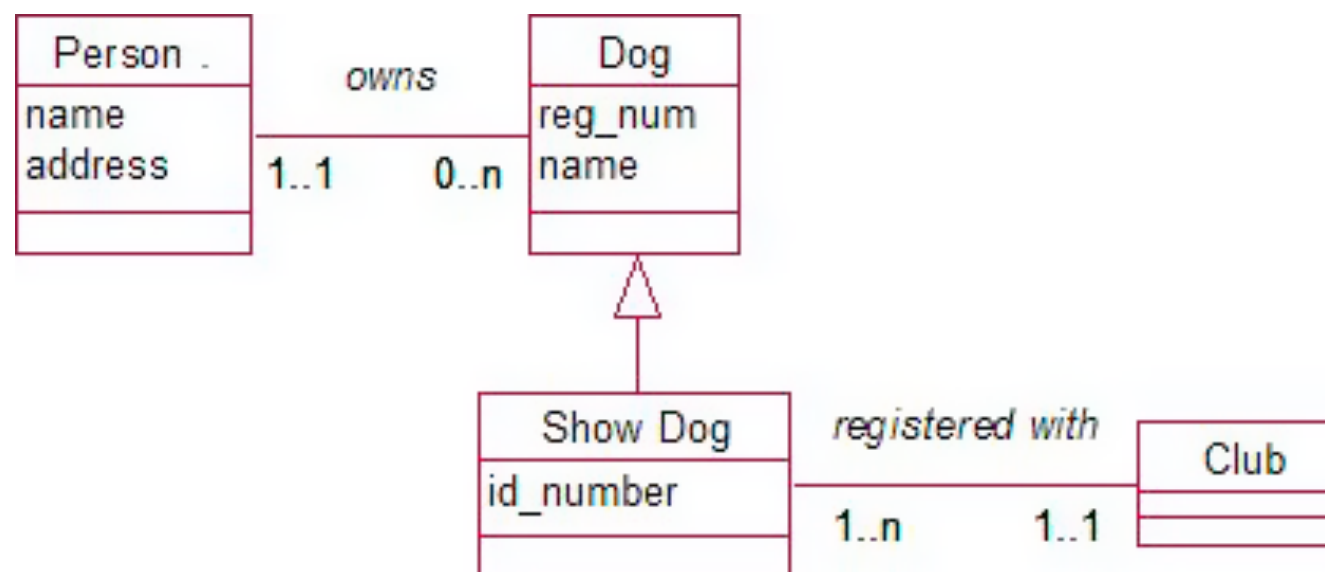 Person .
owns
Dog
name
address
reg_num
name
1..1
0..n
Show Dog
registered with
Club
id_number
1..n
1..1